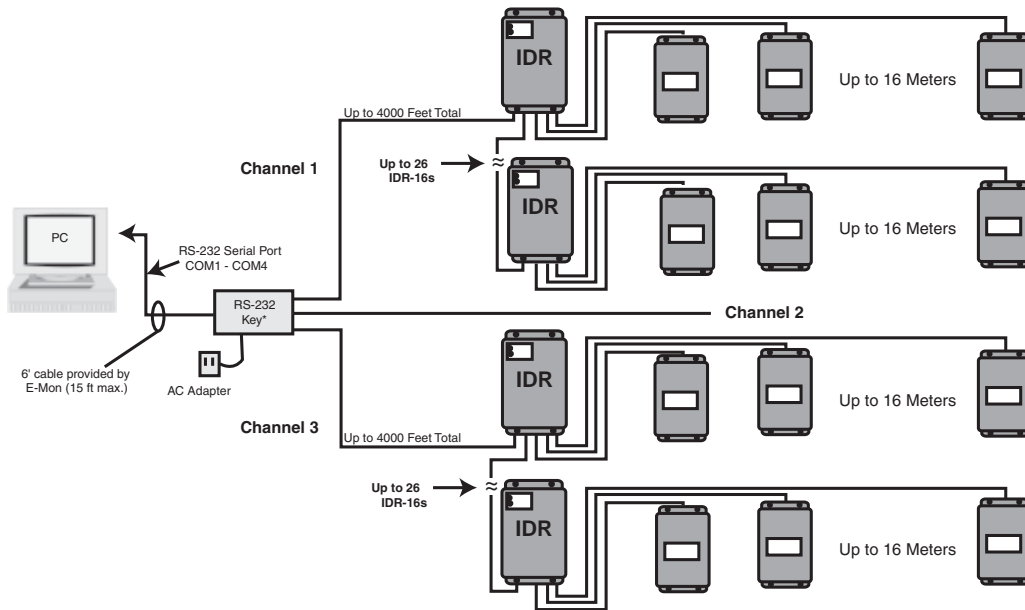 IDR
Up to 16 Meters
Up to 4000 Feet Total
Channel 1
Up to 26
IDR-16s
IDR
Up to 16 Meters
PC
RS-232 Serial Port
COM1 - COM4
RS-232
Key*
Channel 2
6' cable provided by
E-Mon (15 ft max.)
AC Adapter
IDR
Up to 16 Meters
Channel 3
Up to 4000 Feet Total
Up to 26
IDR-16s
IDR
Up to 16 Meters